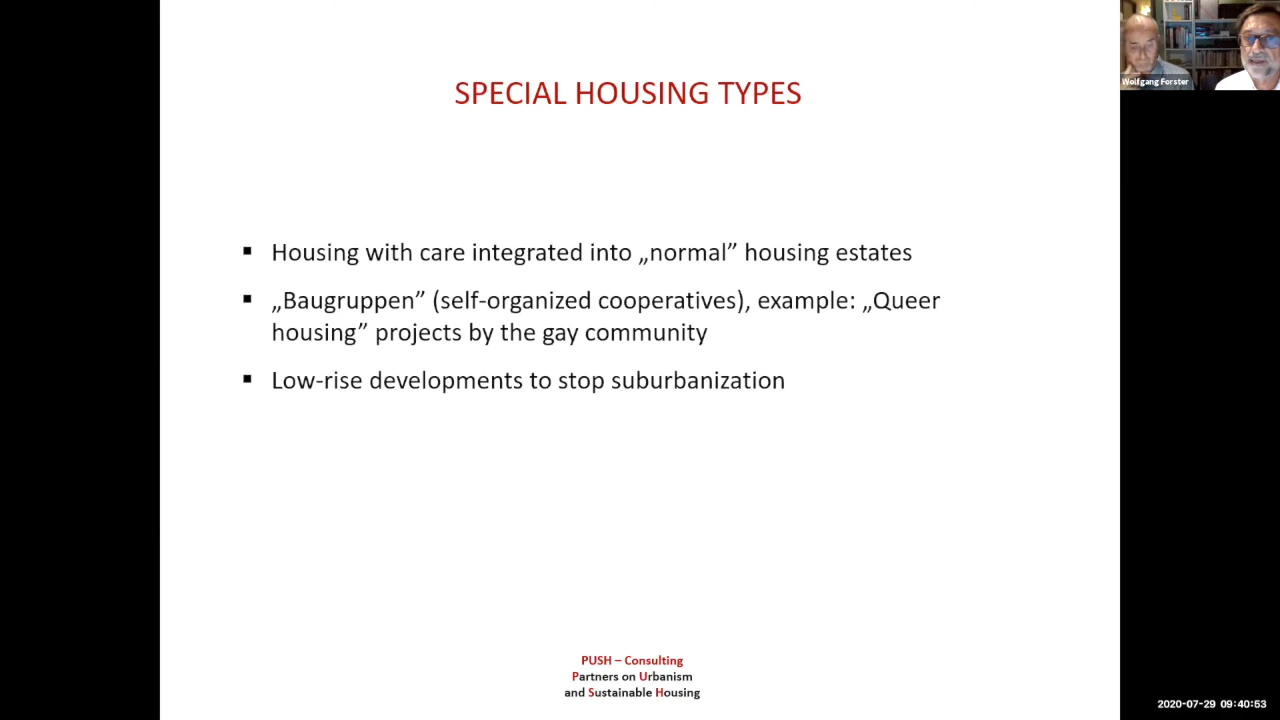 Wolfgang Forster
SPECIAL HOUSING TYPES
▪ Housing with care integrated into „normal” housing estates
▪ „Baugruppen” (self-organized cooperatives), example: „Queer
housing” projects by the gay community
▪ Low-rise developments to stop suburbanization
PUSH – Consulting
Partners on Urbanism
and Sustainable Housing
2020-07-29 09:40:53